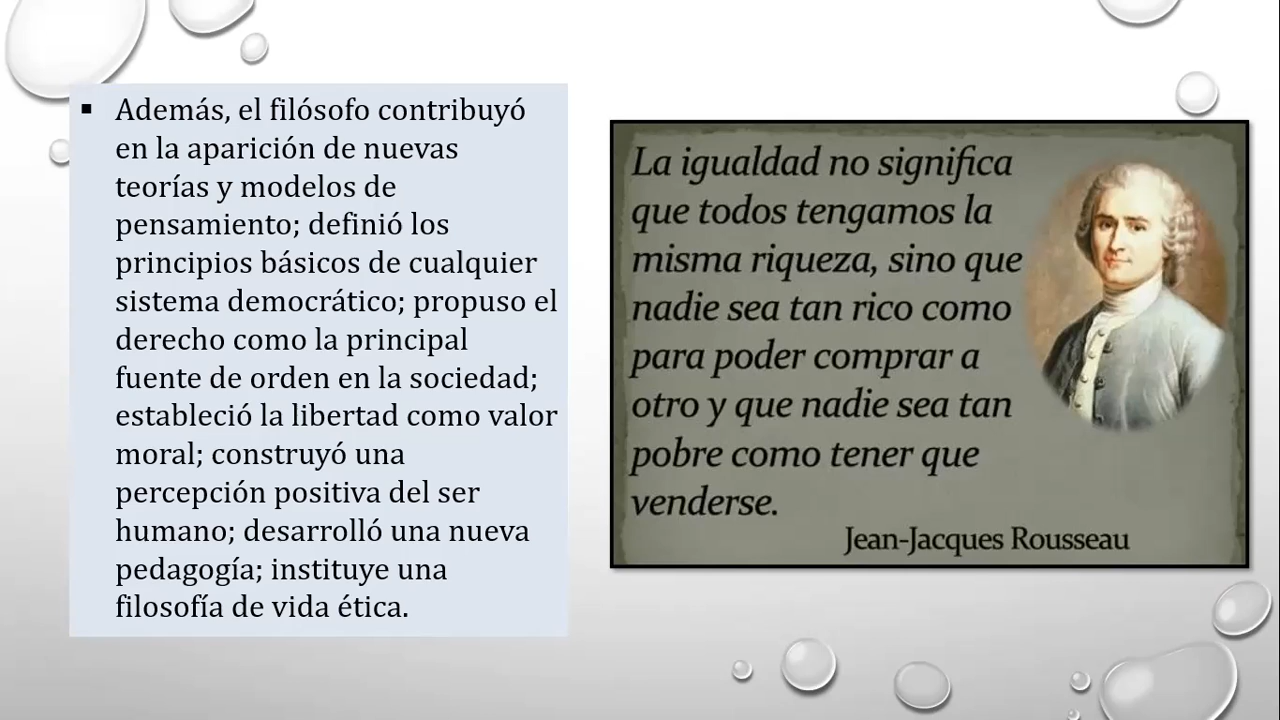 ▪ Además, el filósofo contribuyó
en la aparición de nuevas
teorías y modelos de
pensamiento; definió los
principios básicos de cualquier
sistema democrático; propuso el
derecho como la principal
fuente de orden en la sociedad;
estableció la libertad como valor
moral; construyó una
percepción positiva del ser
humano; desarrolló una nueva
pedagogía; instituye una
filosofía de vida ética.
La igualdad no significa
que todos tengamos la
misma riqueza, sino que
nadie sea tan rico como
para poder comprar a
otro y que nadie sea tan
pobre como tener que
venderse.
Jean-Jacques Rousseau